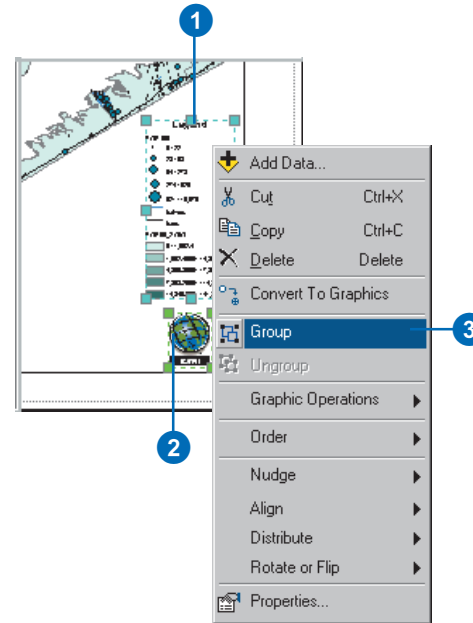 1
Legend
Add Data...
Cut Ctrl+X
Copy Ctrl+C
Delete Delete
Convert To Graphics
Group
3
Ungroup
2
Graphic Operations
Order
Nudge
Align
Distribute
Rotate or Flip
Properties...